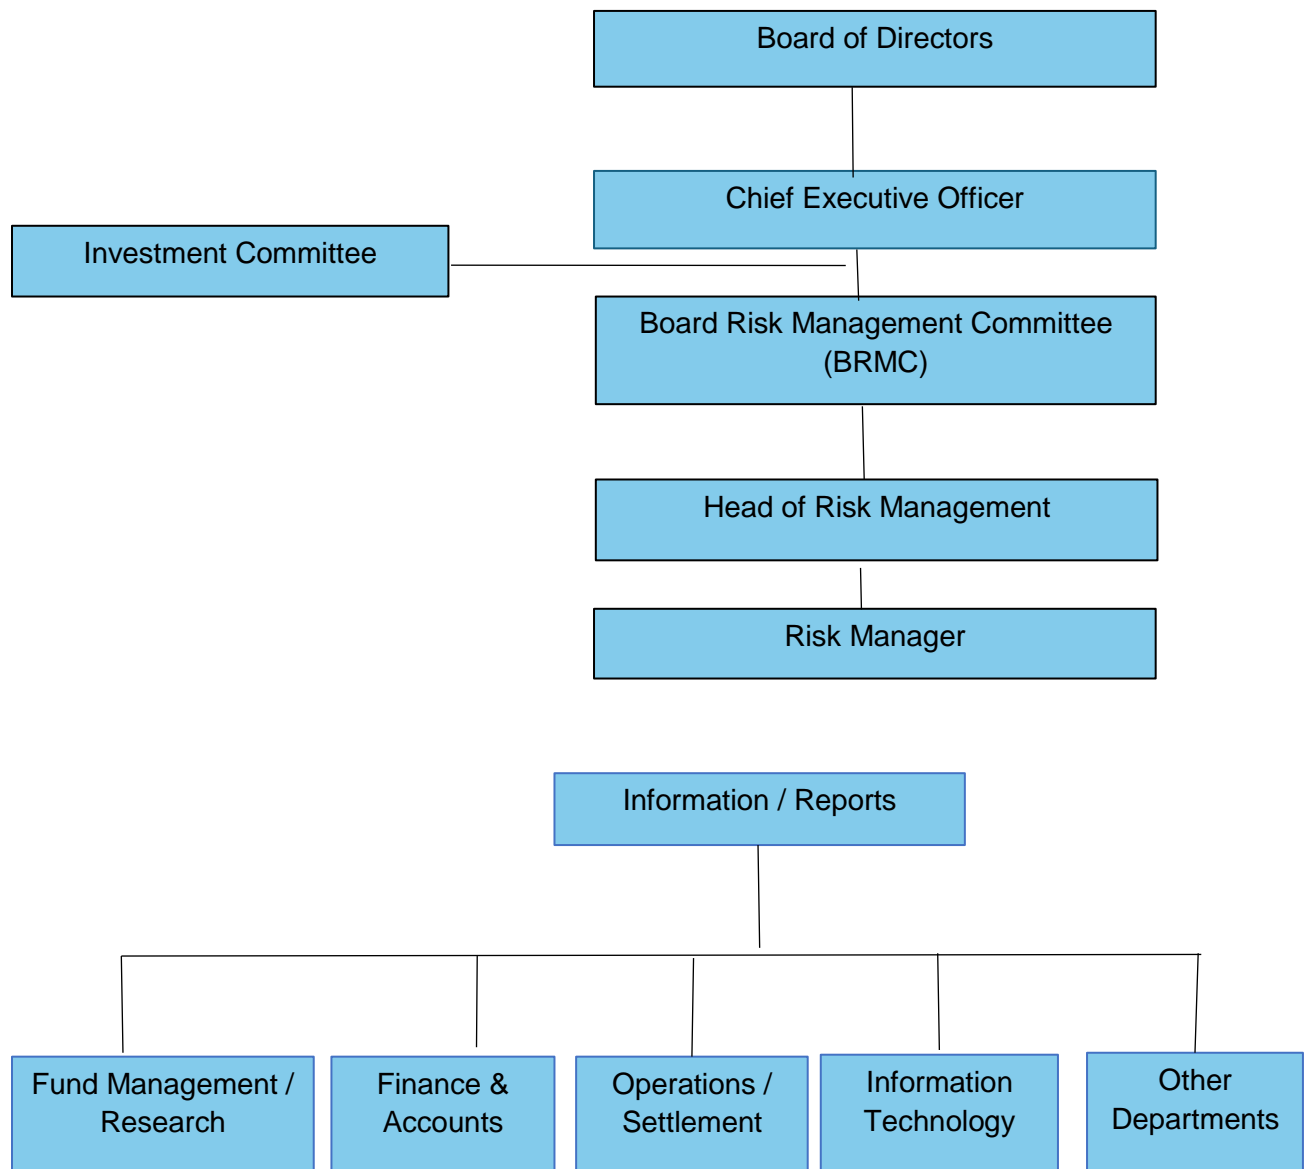 Board of Directors
Chief Executive Officer
Investment Committee
Board Risk Management Committee
(BRMC)
Head of Risk Management
Risk Manager
Information / Reports
Fund Management /
Research
Finance &
Accounts
Operations /
Settlement
Information
Technology
Other
Departments